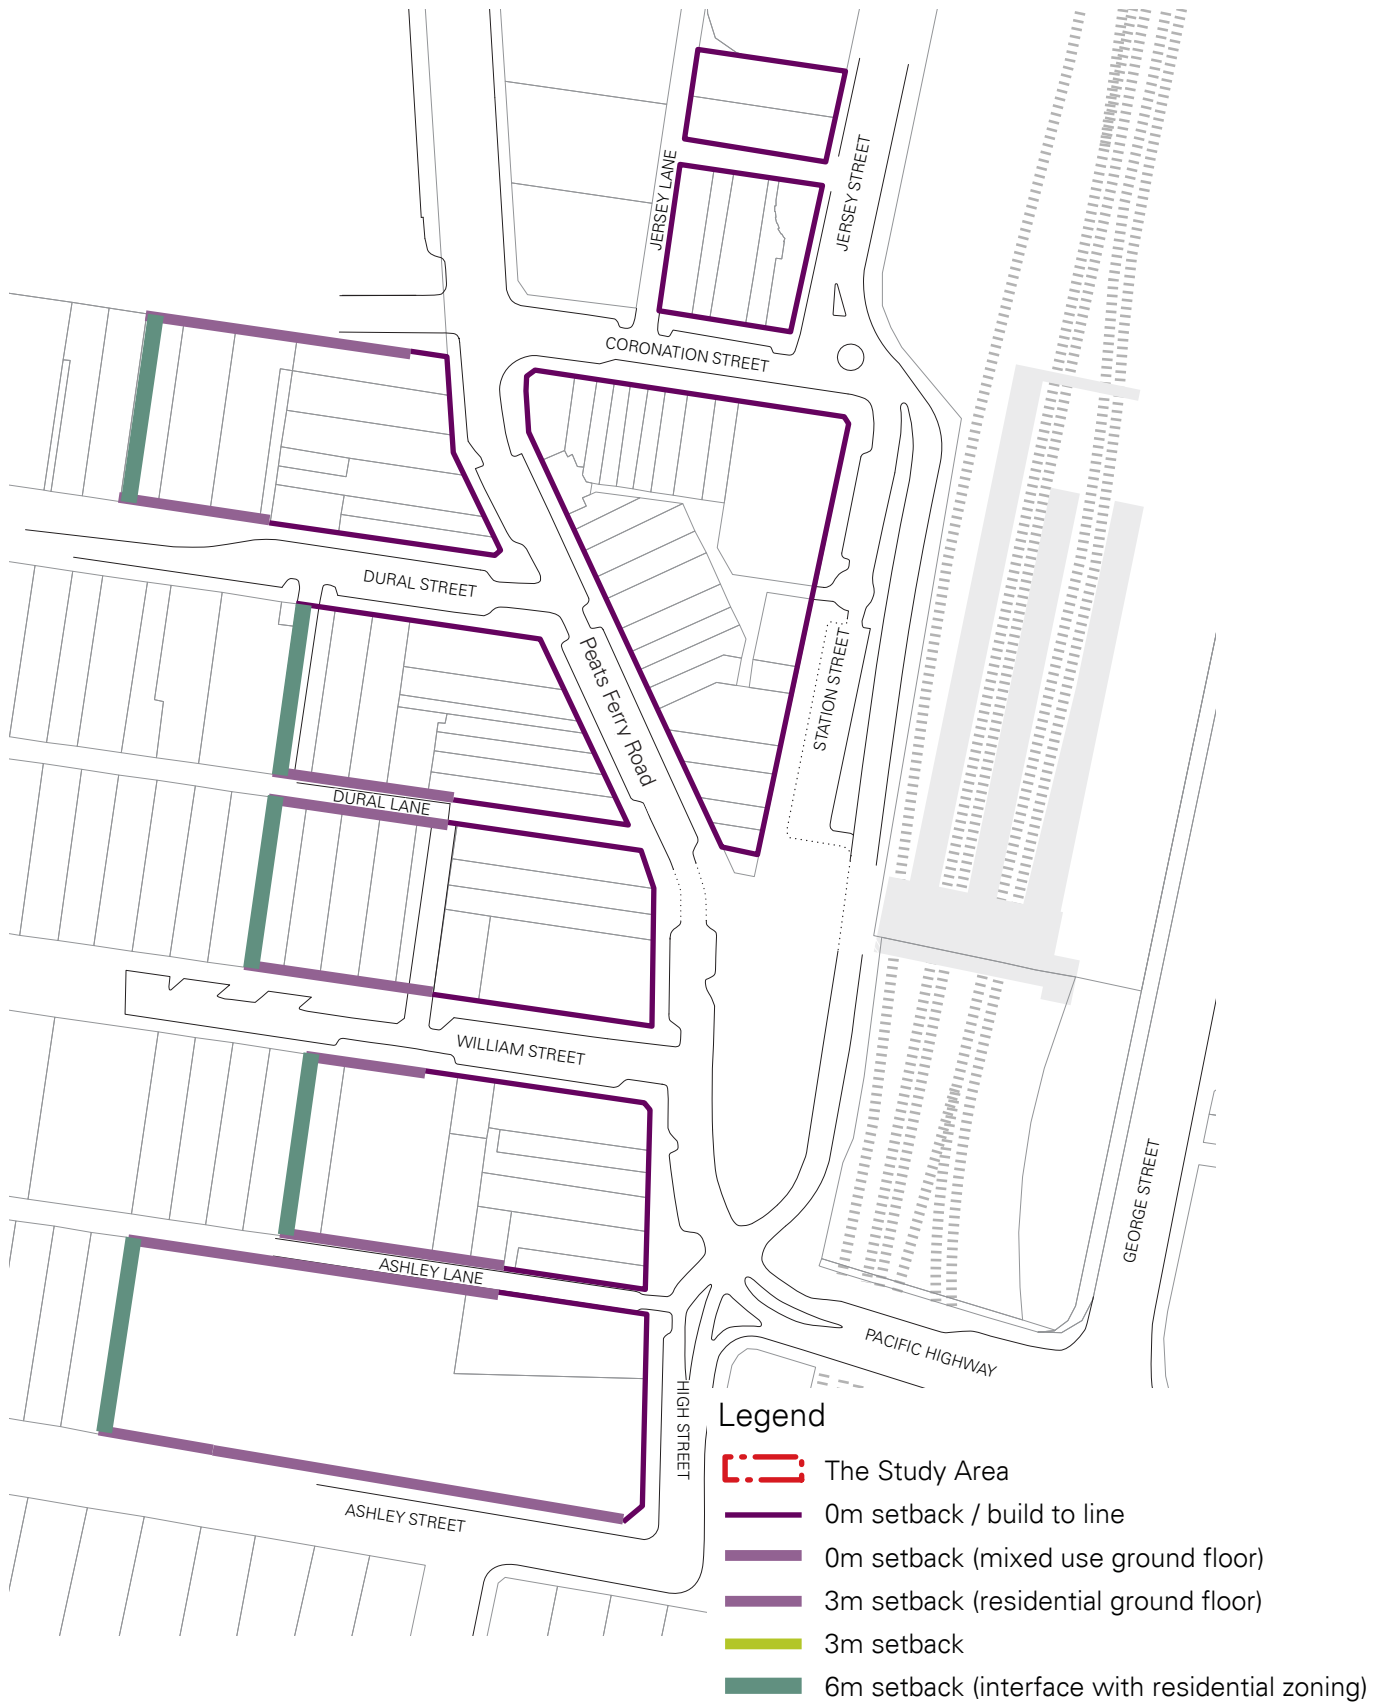 JERSEY LANE
JERSEY STREET
CORONATION STREET
DURAL STREET
Peats Ferry Road
STATION STREET
DURAL LANE
WILLIAM STREET
GEORGE STREET
ASHLEY LANE
PACIFIC HIGHWAY
HIGH STREET
ASHLEY STREET
Legend
The Study Area
0m setback / build to line
0m setback (mixed use ground floor)
3m setback (residential ground floor)
3m setback
6m setback (interface with residential zoning)